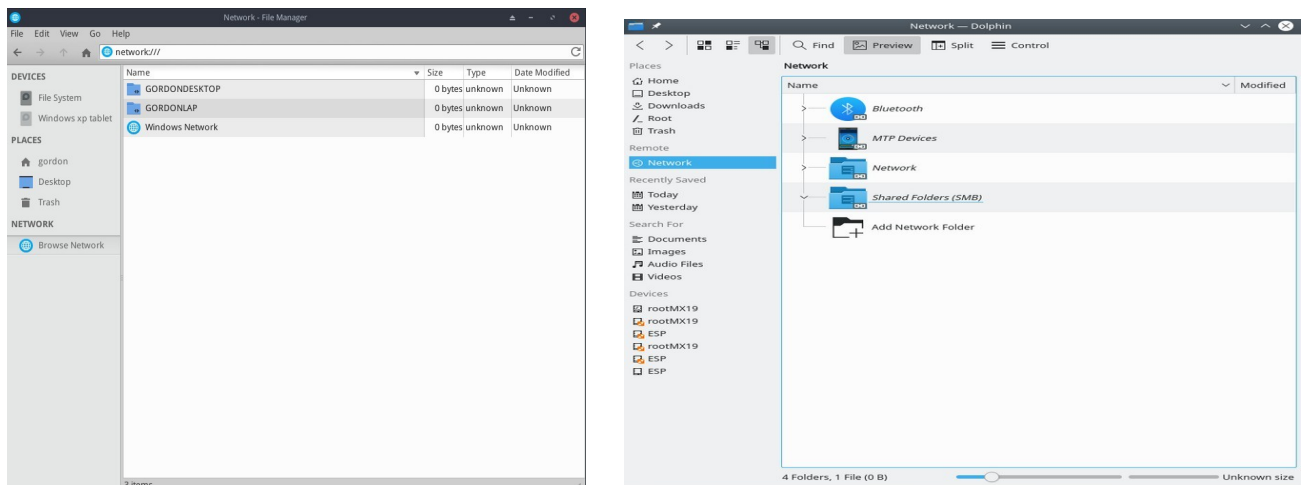 Network - File Manager
File Edit View Go Help
network:///
DEVICES
File System
Windows xp tablet
PLACES
gordon
Desktop
Trash
NETWORK
Browse Network
Name Size Type Date Modified
GORDONDESKTOP 0 bytes unknown Unknown
GORDONLAP 0 bytes unknown Unknown
Windows Network 0 bytes unknown Unknown
3 items
Network — Dolphin
Find Preview Split Control
Places
Home
Desktop
Downloads
Root
Trash
Remote
Network
Recently Saved
Today
Yesterday
Search For
Documents
Images
Audio Files
Videos
Devices
rootMX19
rootMX19
ESP
rootMX19
ESP
ESP
Network
Name Modified
Bluetooth
MTP Devices
Network
Shared Folders (SMB)
Add Network Folder
4 Folders, 1 File (0 B) Unknown size